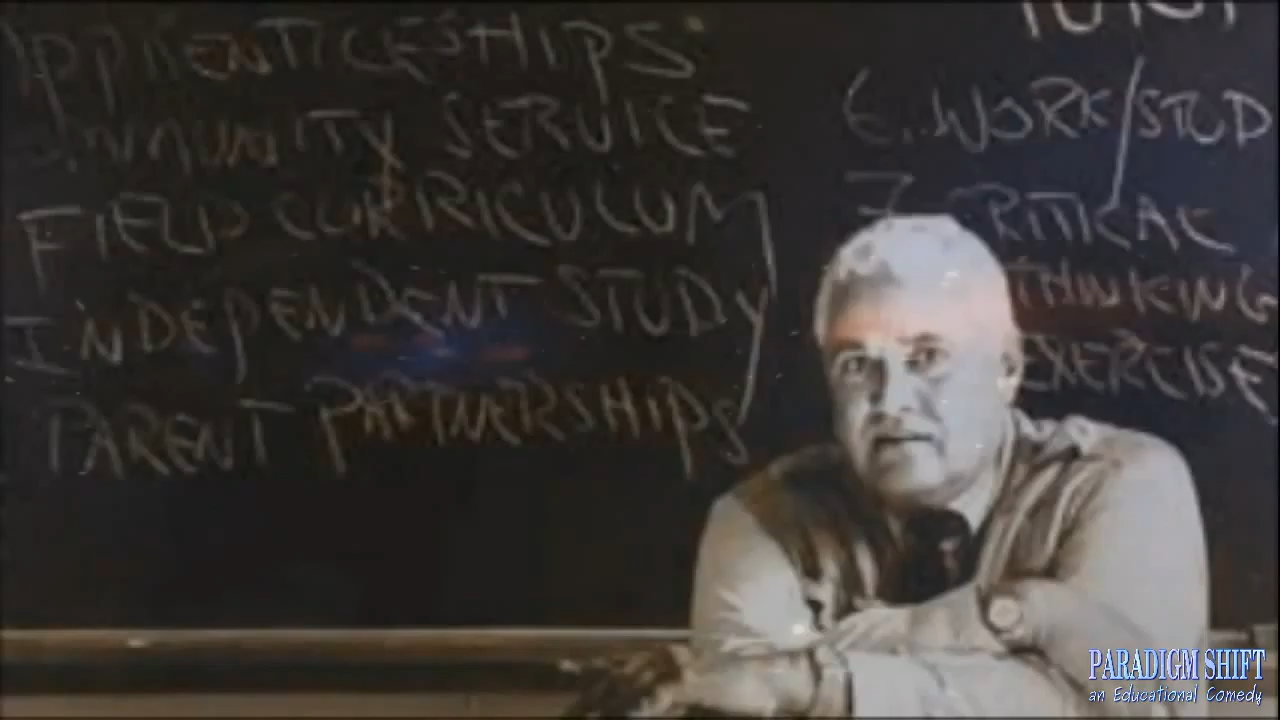 APPRENTICESHIPS
COMMUNITY SERVICE
FIELD CURRICULUM
INDEPENDENT STUDY
PARENT PARTNERSHIPS
6. WORK/STUD
7 CRITICAL
THINKING
EXERCISE
PARADIGM SHIFT
an Educational Comedy